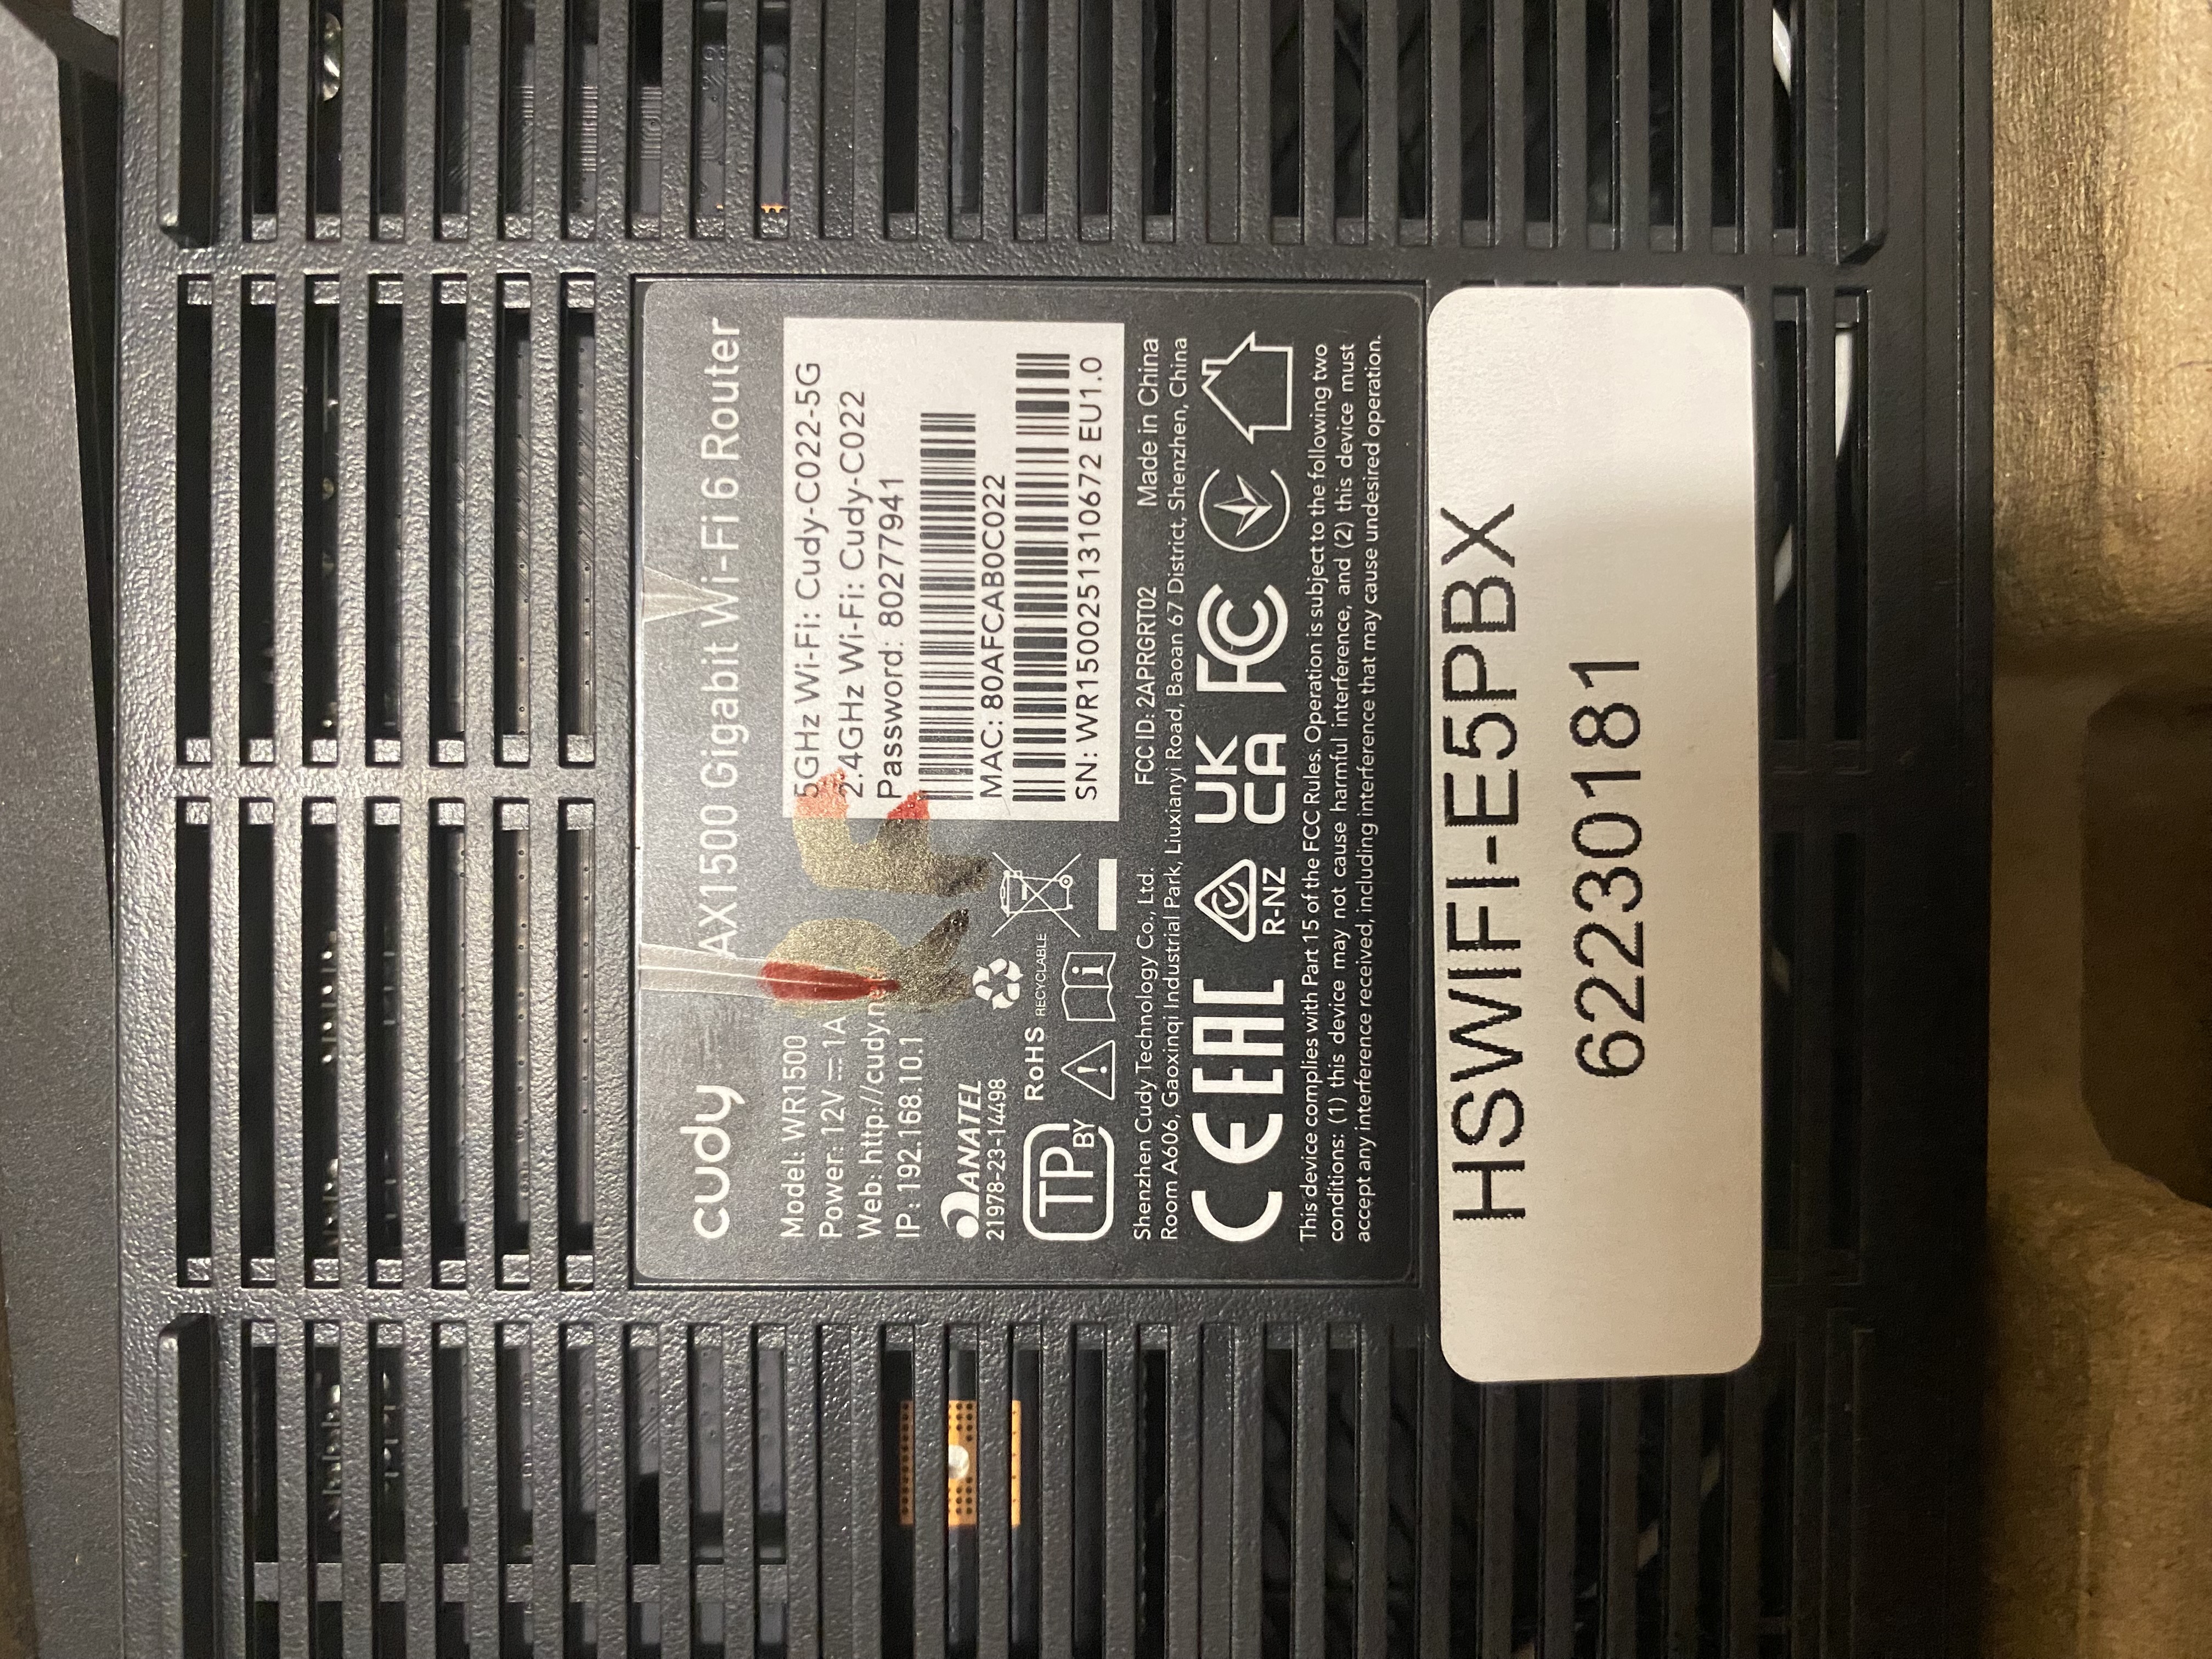 cudy
AX1500 Gigabit Wi-Fi 6 Router
Model: WR1500
Power: 12V ⎓ 1A
Web: http://cudy
IP : 192.168.10.1
5GHz Wi-Fi: Cudy-C022-5G
2.4GHz Wi-Fi: Cudy-C022
Password: 80277941
MAC: 80AFCAB0C022
SN: WR1500251310672 EU1.0
ANATEL
21978-23-14498
RoHS
RECYCLABLE
TP
BY
FCC ID: 2APRGRT02 Made in China
Shenzhen Cudy Technology Co., Ltd.
Room A606, Gaoxinqi Industrial Park, Liuxianyi Road, Baoan 67 District, Shenzhen, China
CE EAC R-NZ UK CA FC
This device complies with Part 15 of the FCC Rules. Operation is subject to the following two
conditions: (1) this device may not cause harmful interference, and (2) this device must
accept any interference received, including interference that may cause undesired operation.
HSWIFI-E5PBX
62230181